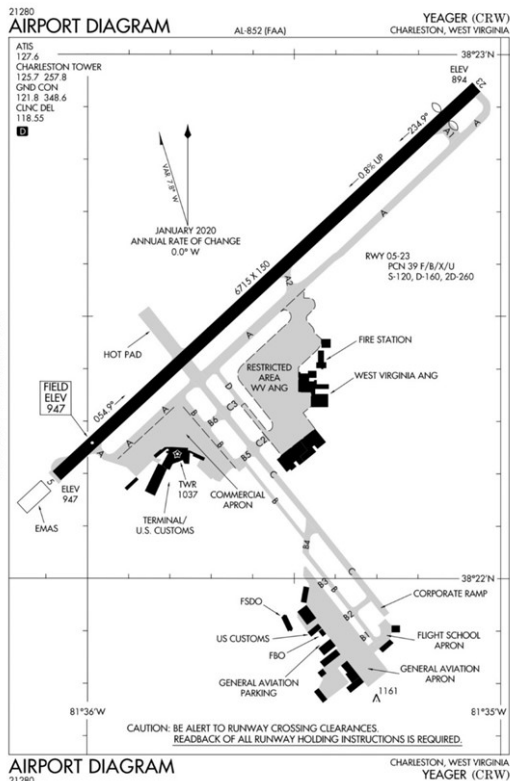 21280
AIRPORT DIAGRAM
AL-852 (FAA)
YEAGER (CRW)
CHARLESTON, WEST VIRGINIA
ATIS
127.6
CHARLESTON TOWER
125.7 257.8
GND CON
121.8 348.6
CLNC DEL
118.55
D
38°23'N
ELEV
894
23
234.9°
A1
A
0.8% UP
VAR 7.8° W
JANUARY 2020
ANNUAL RATE OF CHANGE
0.0° W
A
RWY 05-23
PCN 39 F/B/X/U
S-120, D-160, 2D-260
6715 X 150
A2
A
HOT PAD
FIRE STATION
RESTRICTED
AREA
WV ANG
WEST VIRGINIA ANG
FIELD
ELEV
947
054.9°
D
A
B
B6
C3
A
A
C2
B5
5
ELEV
947
TWR
1037
COMMERCIAL
APRON
C
B
EMAS
TERMINAL/
U.S. CUSTOMS
B4
38°22'N
C
B3
B
CORPORATE RAMP
FSDO
B2
US CUSTOMS
B1
FLIGHT SCHOOL
APRON
FBO
GENERAL AVIATION
PARKING
GENERAL AVIATION
APRON
1161
81°36'W
81°35'W
CAUTION: BE ALERT TO RUNWAY CROSSING CLEARANCES.
READBACK OF ALL RUNWAY HOLDING INSTRUCTIONS IS REQUIRED.
AIRPORT DIAGRAM
21280
CHARLESTON, WEST VIRGINIA
YEAGER (CRW)